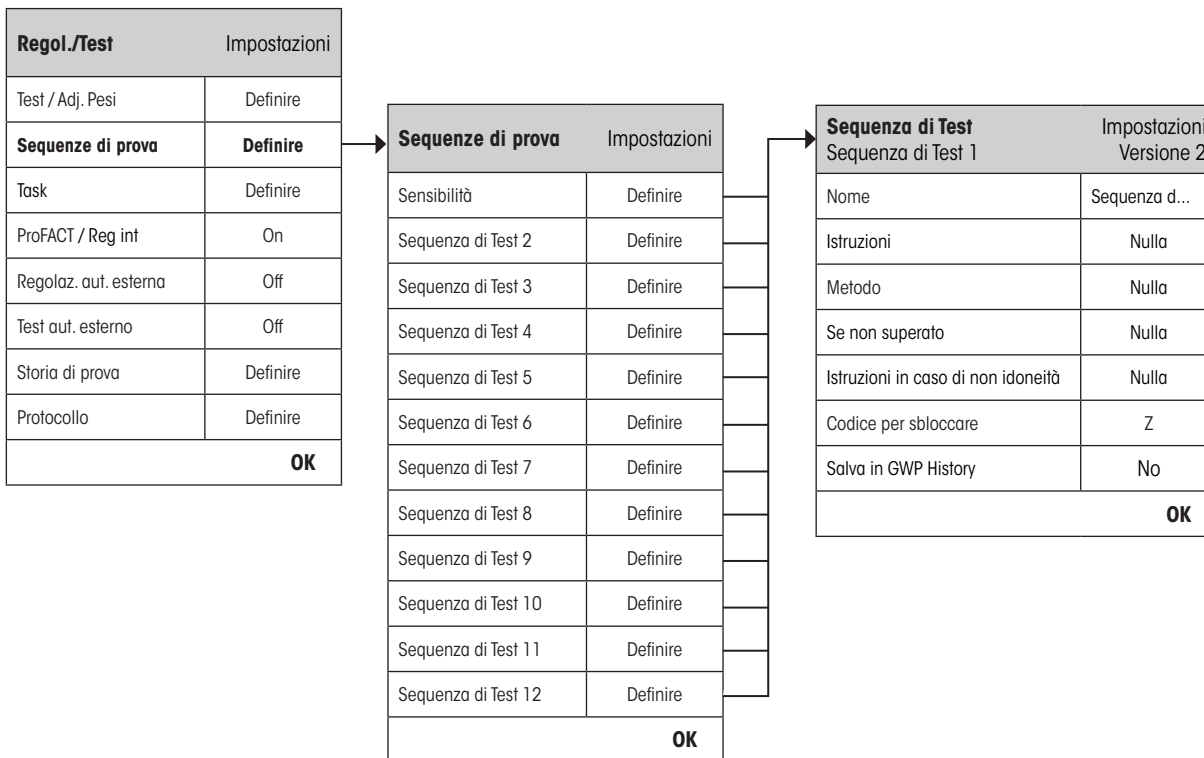 Regol./Test Impostazioni
Test / Adj. Pesi Definire
Sequenze di prova Definire
Task Definire
ProFACT / Reg int On
Regolaz. aut. esterna Off
Test aut. esterno Off
Storia di prova Definire
Protocollo Definire
OK
Sequenze di prova Impostazioni
Sensibilità Definire
Sequenza di Test 2 Definire
Sequenza di Test 3 Definire
Sequenza di Test 4 Definire
Sequenza di Test 5 Definire
Sequenza di Test 6 Definire
Sequenza di Test 7 Definire
Sequenza di Test 8 Definire
Sequenza di Test 9 Definire
Sequenza di Test 10 Definire
Sequenza di Test 11 Definire
Sequenza di Test 12 Definire
OK
Sequenza di Test Impostazioni
Sequenza di Test 1 Versione 2
Nome Sequenza d...
Istruzioni Nulla
Metodo Nulla
Se non superato Nulla
Istruzioni in caso di non idoneità Nulla
Codice per sbloccare Z
Salva in GWP History No
OK